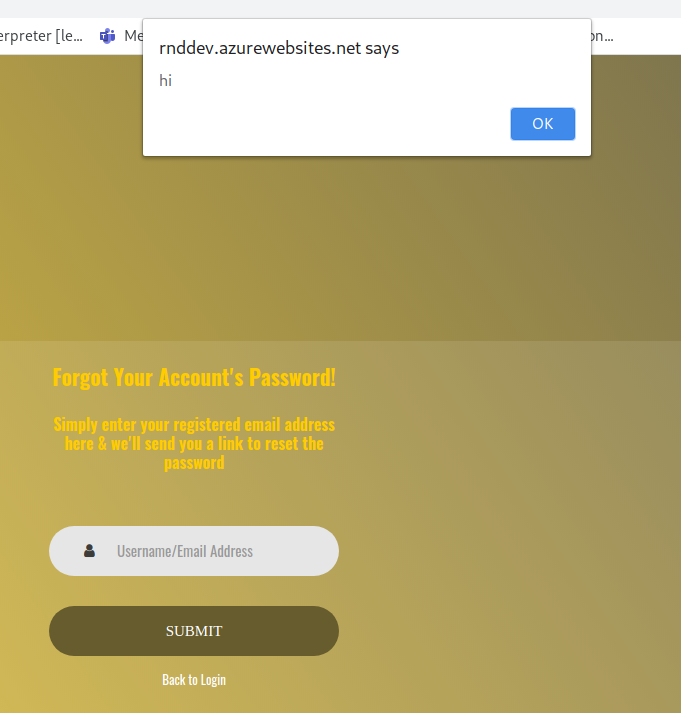 erpreter [le...
Me
on...
rnddev.azurewebsites.net says
hi
OK
Forgot Your Account's Password!
Simply enter your registered email address
here & we'll send you a link to reset the
password
Username/Email Address
SUBMIT
Back to Login